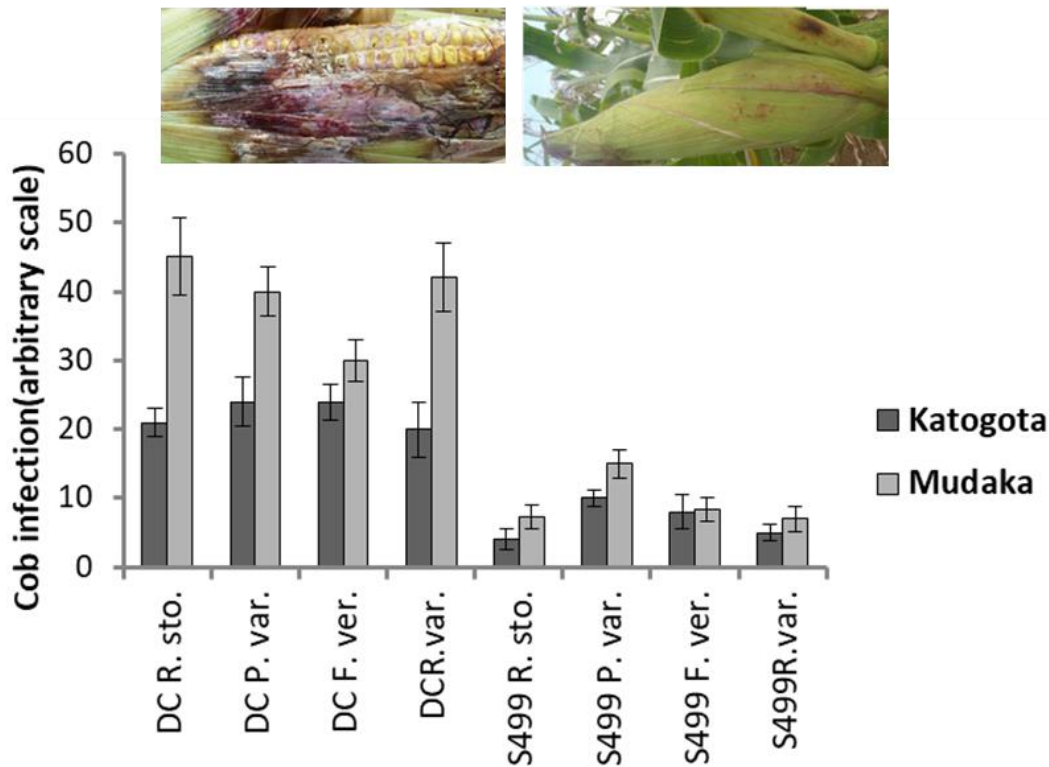 Cob infection(arbitrary scale)
60
50
40
30
20
10
0
DC R. sto.
DC P. var.
DC F. ver.
DCR.var.
S499 R. sto.
S499 P. var.
S499 F. ver.
S499R.var.
Katogota
Mudaka